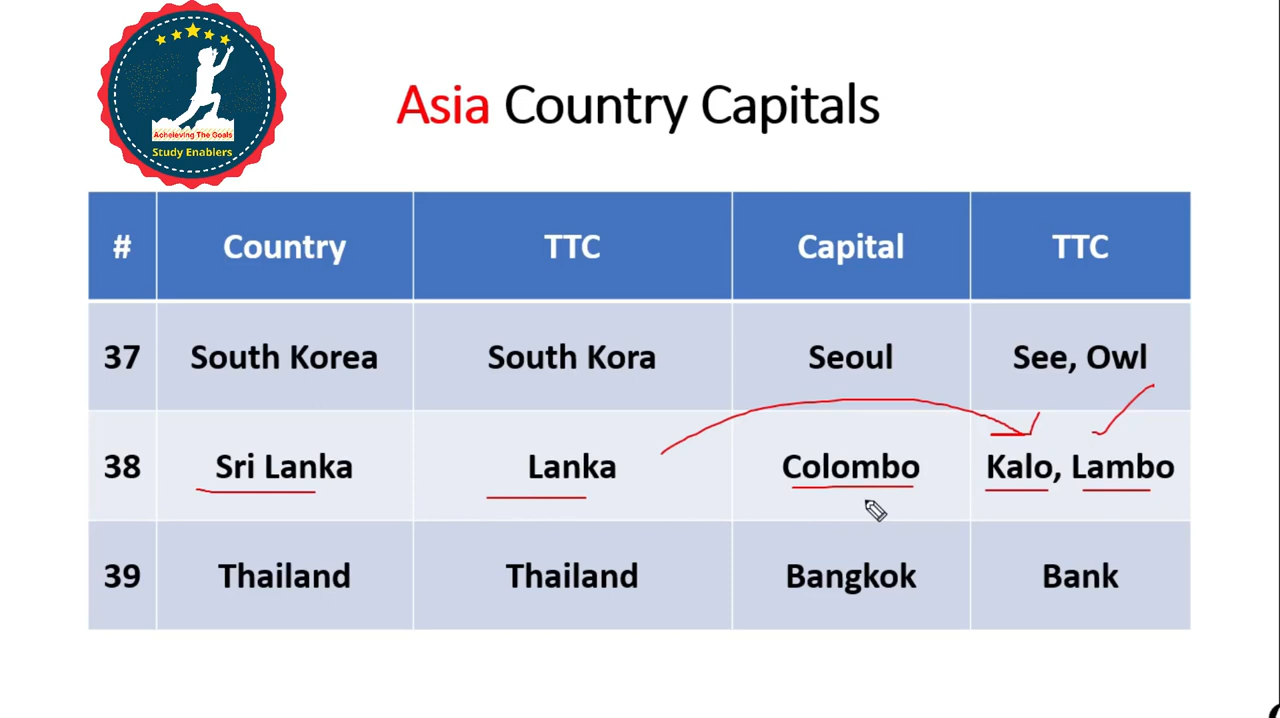 Acheleving The Goals
Study Enablers
Asia Country Capitals
# Country TTC Capital TTC
37 South Korea South Kora Seoul See, Owl
38 Sri Lanka Lanka Colombo Kalo, Lambo
39 Thailand Thailand Bangkok Bank